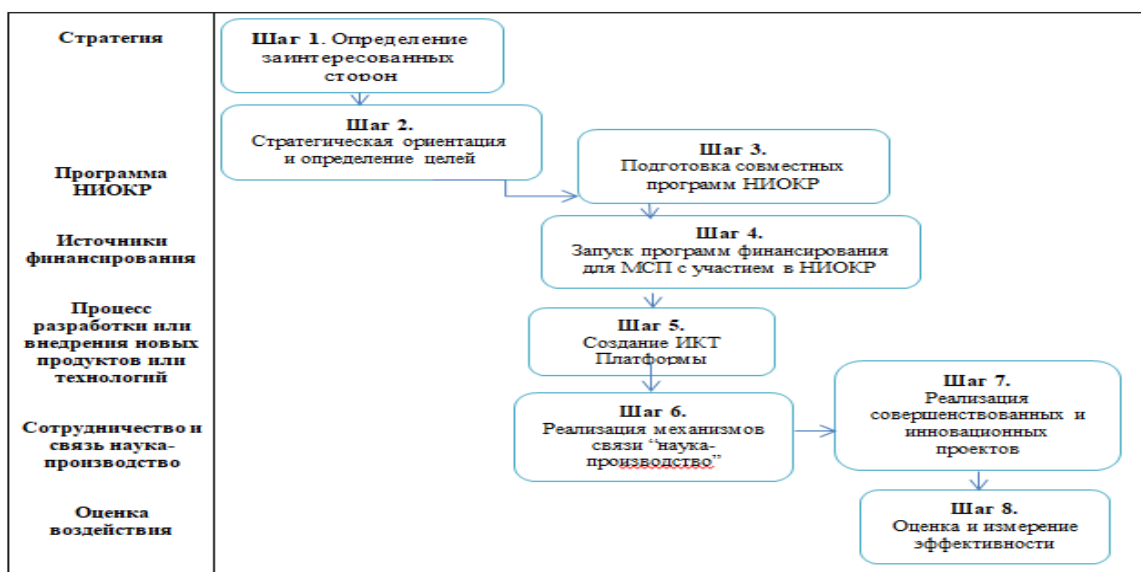 Стратегия
Программа
НИОКР
Источники
финансирования
Процесс
разработки или
внедрения новых
продуктов или
технологий
Сотрудничество и
связь наука-
производство
Оценка
воздействия
Шаг 1. Определение
заинтересованных
сторон
Шаг 2.
Стратегическая ориентация
и определение целей
Шаг 3.
Подготовка совместных
программ НИОКР
Шаг 4.
Запуск программ финансирования
для МСП с участием в НИОКР
Шаг 5.
Создание ИКТ
Платформы
Шаг 6.
Реализация механизмов
связи “наука-
производство”
Шаг 7.
Реализация
совершенствованных и
инновационных
проектов
Шаг 8.
Оценка и измерение
эффективности